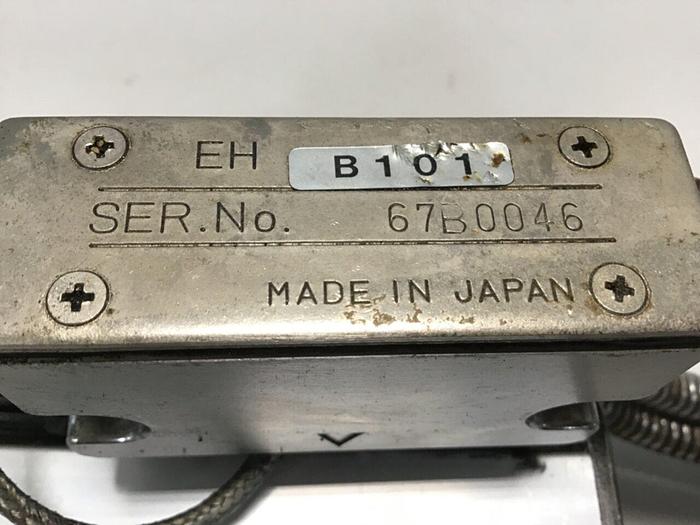 EH B101
SER.No. 67B0046
MADE IN JAPAN